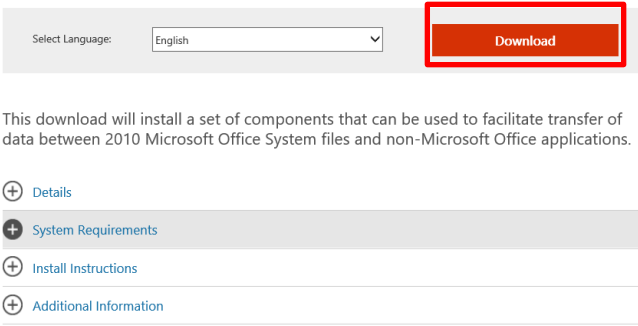 Select Language:
English
Download
This download will install a set of components that can be used to facilitate transfer of
data between 2010 Microsoft Office System files and non-Microsoft Office applications.
Details
System Requirements
Install Instructions
Additional Information